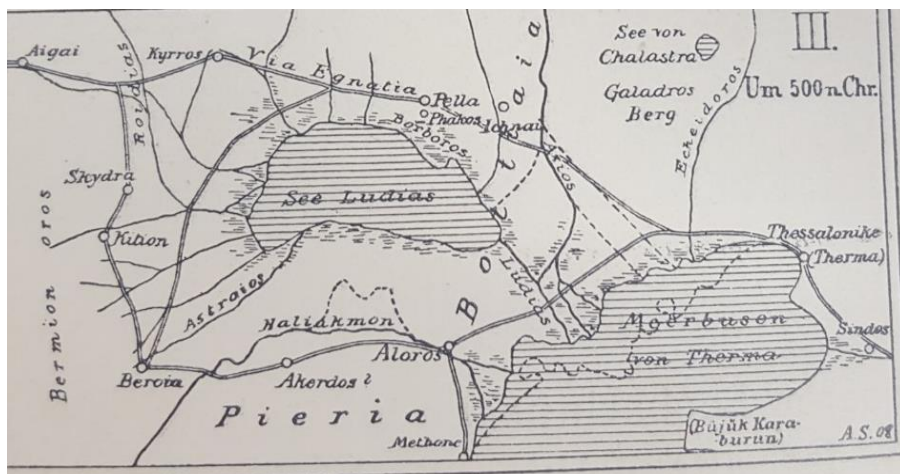 See von
Chalastra
III.
Um 500 n. Chr.
Galadros
Berg
Echeidoros
Aigai
Roidias
Kyrros
Via Egnatia
Pella
Phakos
Borboros
Ichnai
Axios
Bottiaia
Skydra
See Ludias
Kition
Bermion oros
Ludias
Thessalonike
(Therma)
Astraios
Haliakmon
Meerbusen
von Therma
Sindos
Aloros
Beroia
Akerdos
Pieria
Methone
(Büjük Kara-
burun)
A.S. 08